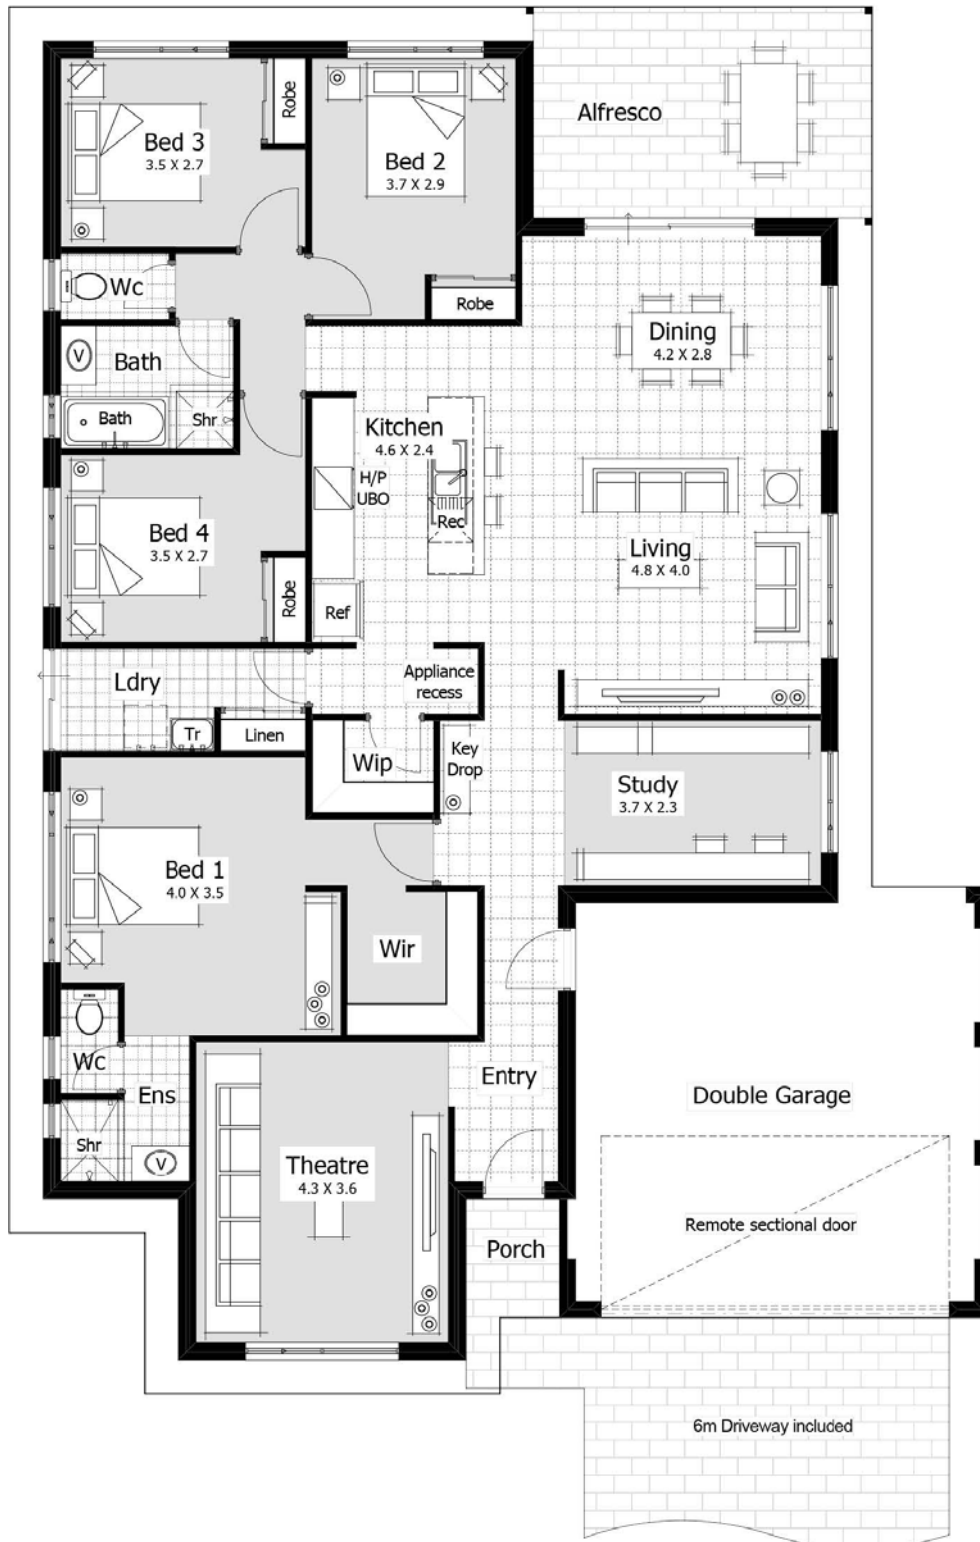 Alfresco
Robe
Bed 3
3.5 X 2.7
Bed 2
3.7 X 2.9
Wc
Robe
Dining
4.2 X 2.8
V
Bath
Bath
Shr
Kitchen
4.6 X 2.4
H/P
UBO
Rec
Bed 4
3.5 X 2.7
Living
4.8 X 4.0
Robe
Ref
Ldry
Appliance
recess
Tr
Linen
Wip
Key
Drop
Study
3.7 X 2.3
Bed 1
4.0 X 3.5
Wir
Wc
Ens
Entry
Double Garage
Shr
V
Theatre
4.3 X 3.6
Remote sectional door
Porch
6m Driveway included